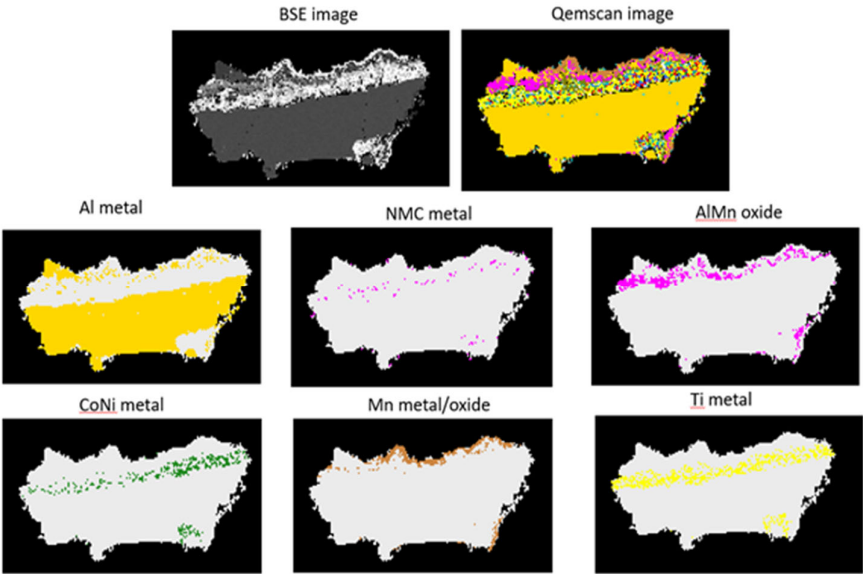 BSE image
Qemscan image
Al metal
NMC metal
AlMn oxide
CoNi metal
Mn metal/oxide
Ti metal